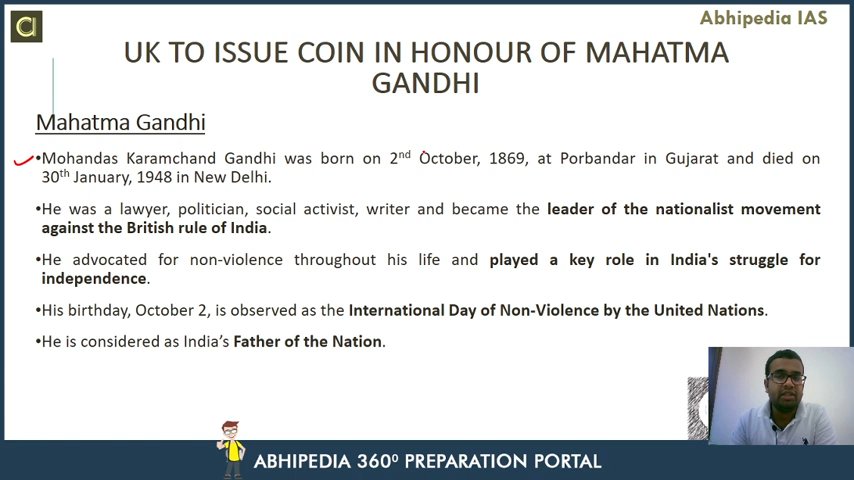 Abhipedia IAS
UK TO ISSUE COIN IN HONOUR OF MAHATMA
GANDHI
Mahatma Gandhi
•Mohandas Karamchand Gandhi was born on 2nd October, 1869, at Porbandar in Gujarat and died on
30th January, 1948 in New Delhi.
•He was a lawyer, politician, social activist, writer and became the leader of the nationalist movement
against the British rule of India.
•He advocated for non-violence throughout his life and played a key role in India's struggle for
independence.
•His birthday, October 2, is observed as the International Day of Non-Violence by the United Nations.
•He is considered as India’s Father of the Nation.
ABHIPEDIA 360⁰ PREPARATION PORTAL